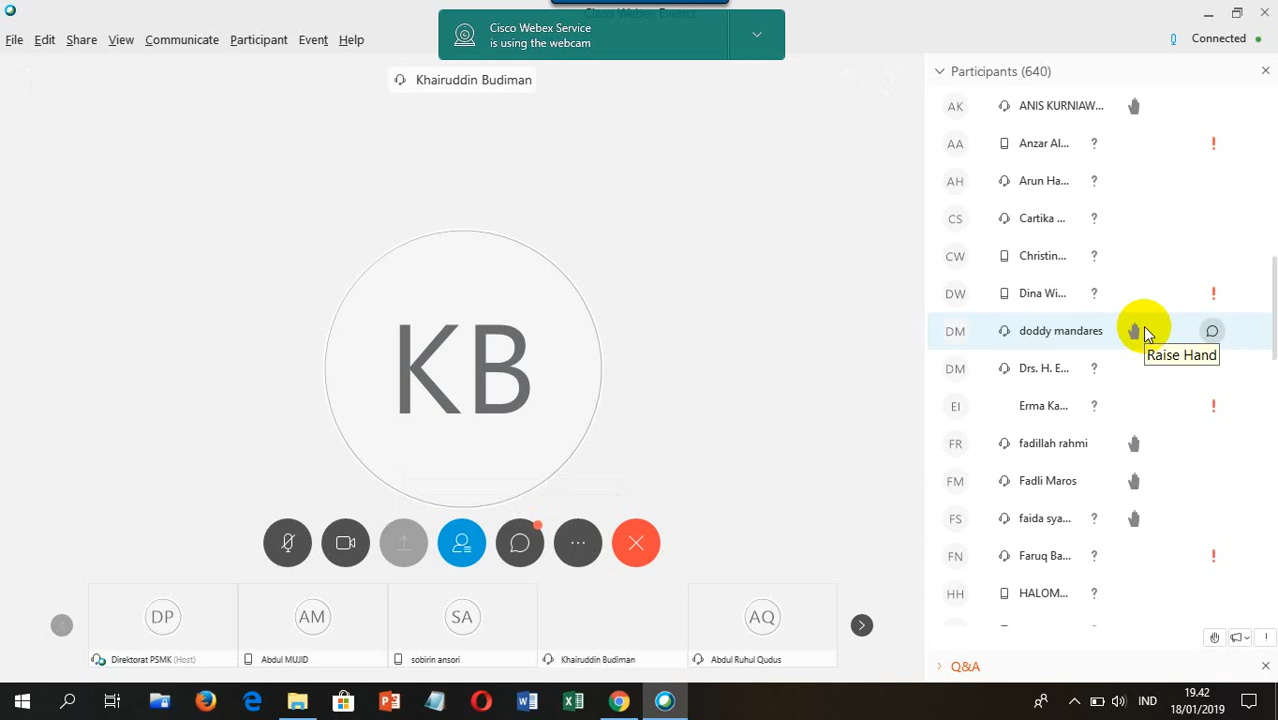 Cisco Webex Events
Cisco Webex Service
is using the webcam
File Edit Share View Communicate Participant Event Help
Connected
Khairuddin Budiman
KB
DP
Direktorat PSMK (Host)
AM
Abdul MUJID
SA
sobirin ansori
Khairuddin Budiman
AQ
Abdul Ruhul Qudus
Participants (640)
AK ANIS KURNIAW...
AA Anzar Al... ? !
AH Arun Ha... ?
CS Cartika ... ?
CW Christin... ?
DW Dina Wi... ? !
DM doddy mandares
Raise Hand
DM Drs. H. E... ?
EI Erma Ka... ? !
FR fadillah rahmi
FM Fadli Maros
FS faida sya...
FN Faruq Ba... ? !
HH HALOM... ?
Q&A
IND
19.42
18/01/2019